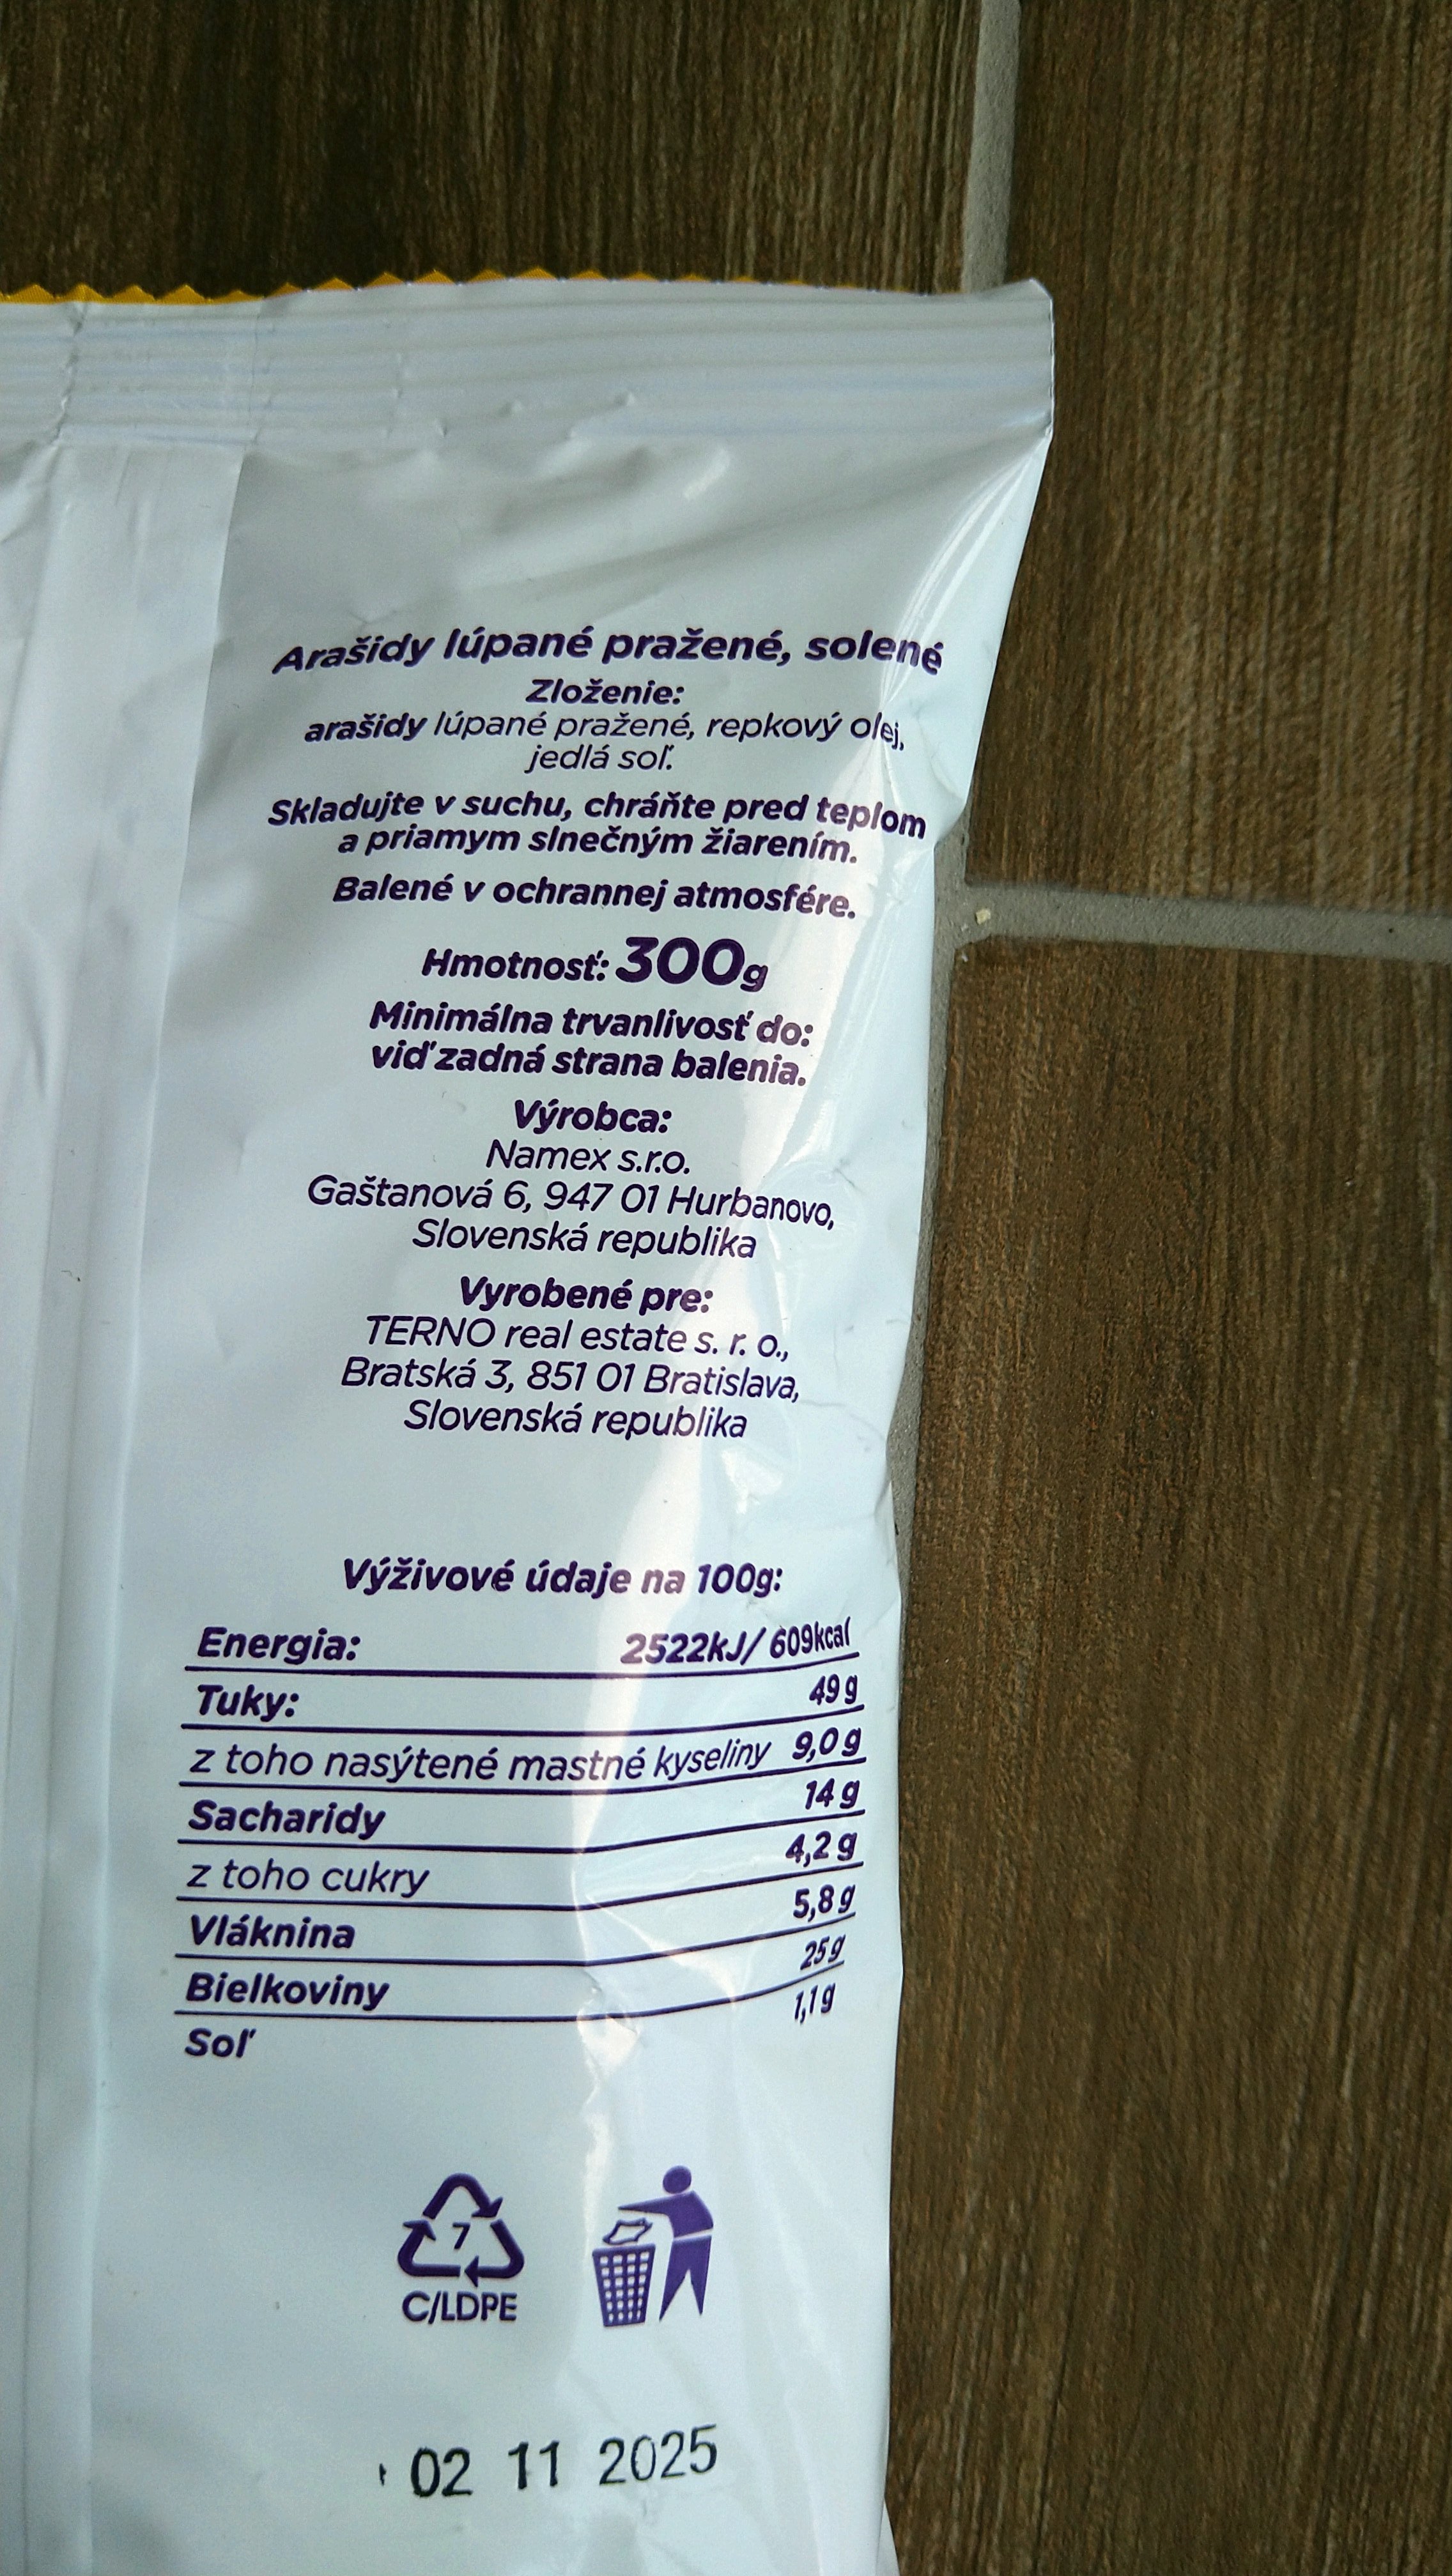 Arašidy lúpané pražené, solené
Zloženie:
arašidy lúpané pražené, repkový olej,
jedlá soľ.
Skladujte v suchu, chráňte pred teplom
a priamym slnečným žiarením.
Balené v ochrannej atmosfére.
Hmotnosť: 300g
Minimálna trvanlivosť do:
viď zadná strana balenia.
Výrobca:
Namex s.r.o.
Gaštanová 6, 947 01 Hurbanovo,
Slovenská republika
Vyrobené pre:
TERNO real estate s. r. o.,
Bratská 3, 851 01 Bratislava,
Slovenská republika
Výživové údaje na 100g:
Energia: 2522kJ/ 609kcal
Tuky: 49 g
z toho nasýtené mastné kyseliny 9,0 g
Sacharidy 14 g
z toho cukry 4,2 g
Vláknina 5,8 g
Bielkoviny 25 g
Soľ 1,1 g
7
C/LDPE
02 11 2025